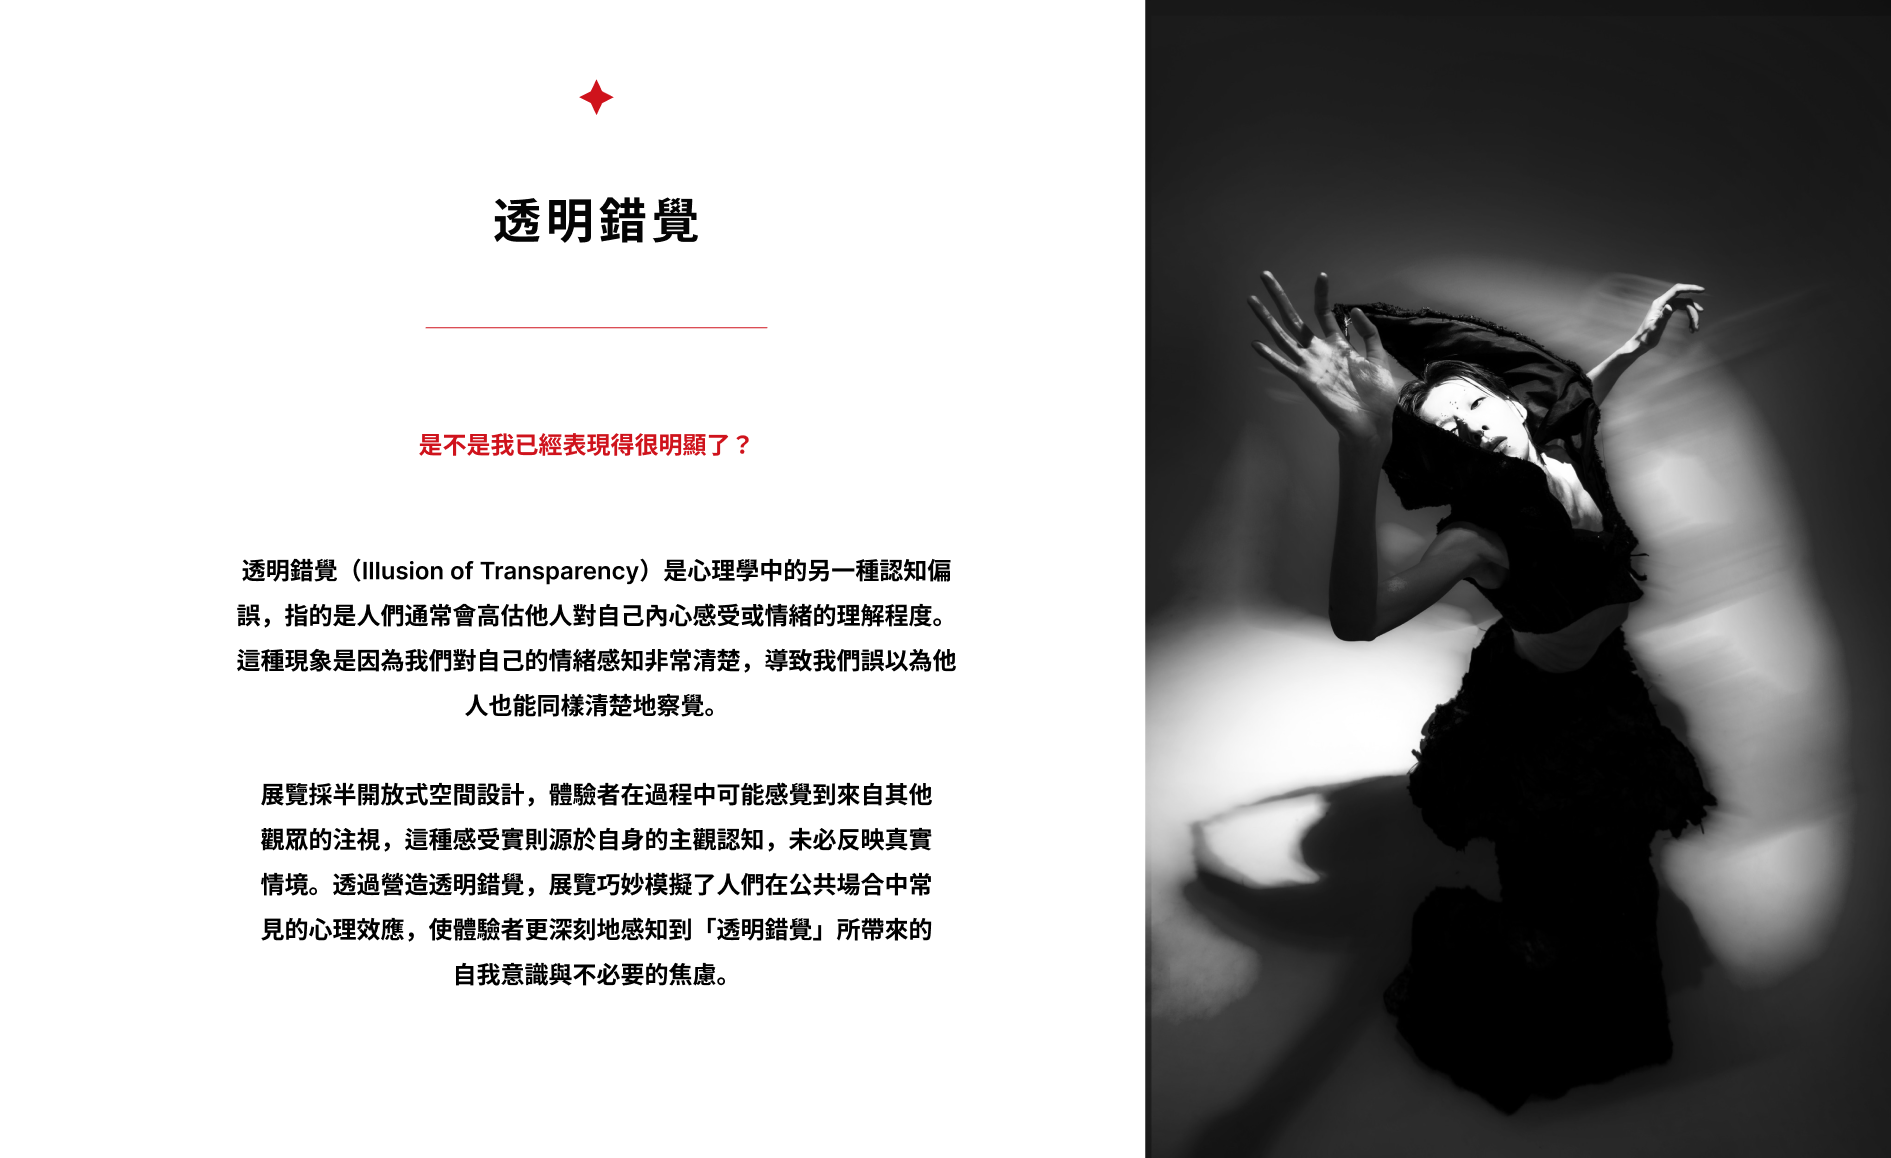 透明錯覺
是不是我已經表現得很明顯了？
透明錯覺（Illusion of Transparency）是心理學中的另一種認知偏
誤，指的是人們通常會高估他人對自己內心感受或情緒的理解程度。
這種現象是因為我們對自己的情緒感知非常清楚，導致我們誤以為他
人也能同樣清楚地察覺。
展覽採半開放式空間設計，體驗者在過程中可能感覺到來自其他
觀眾的注視，這種感受實則源於自身的主觀認知，未必反映真實
情境。透過營造透明錯覺，展覽巧妙模擬了人們在公共場合中常
見的心理效應，使體驗者更深刻地感知到「透明錯覺」所帶來的
自我意識與不必要的焦慮。